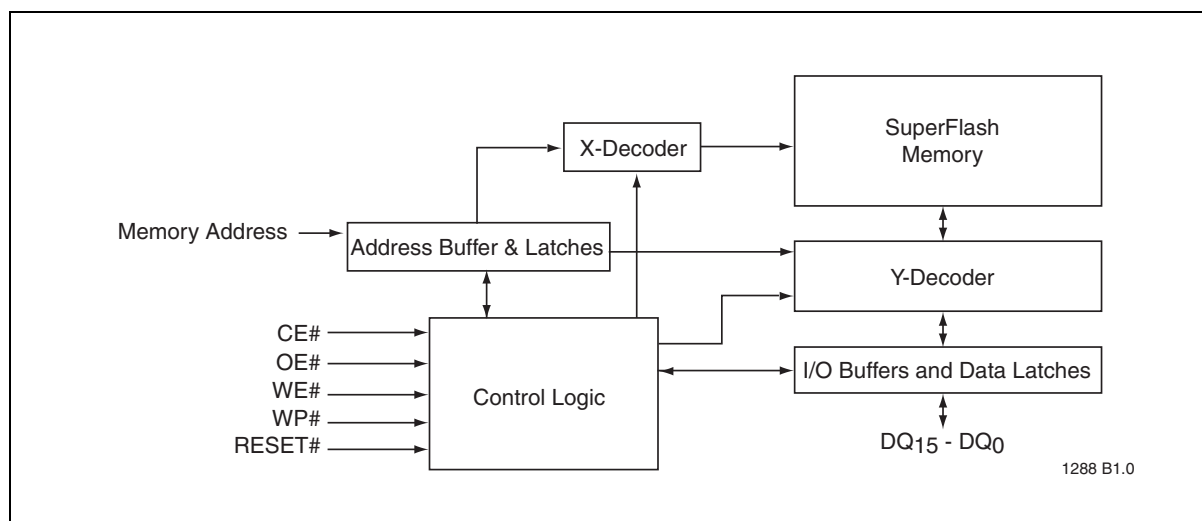 SuperFlash
Memory
X-Decoder
Memory Address
Address Buffer & Latches
Y-Decoder
CE#
OE#
WE#
WP#
RESET#
Control Logic
I/O Buffers and Data Latches
DQ15 - DQ0
1288 B1.0